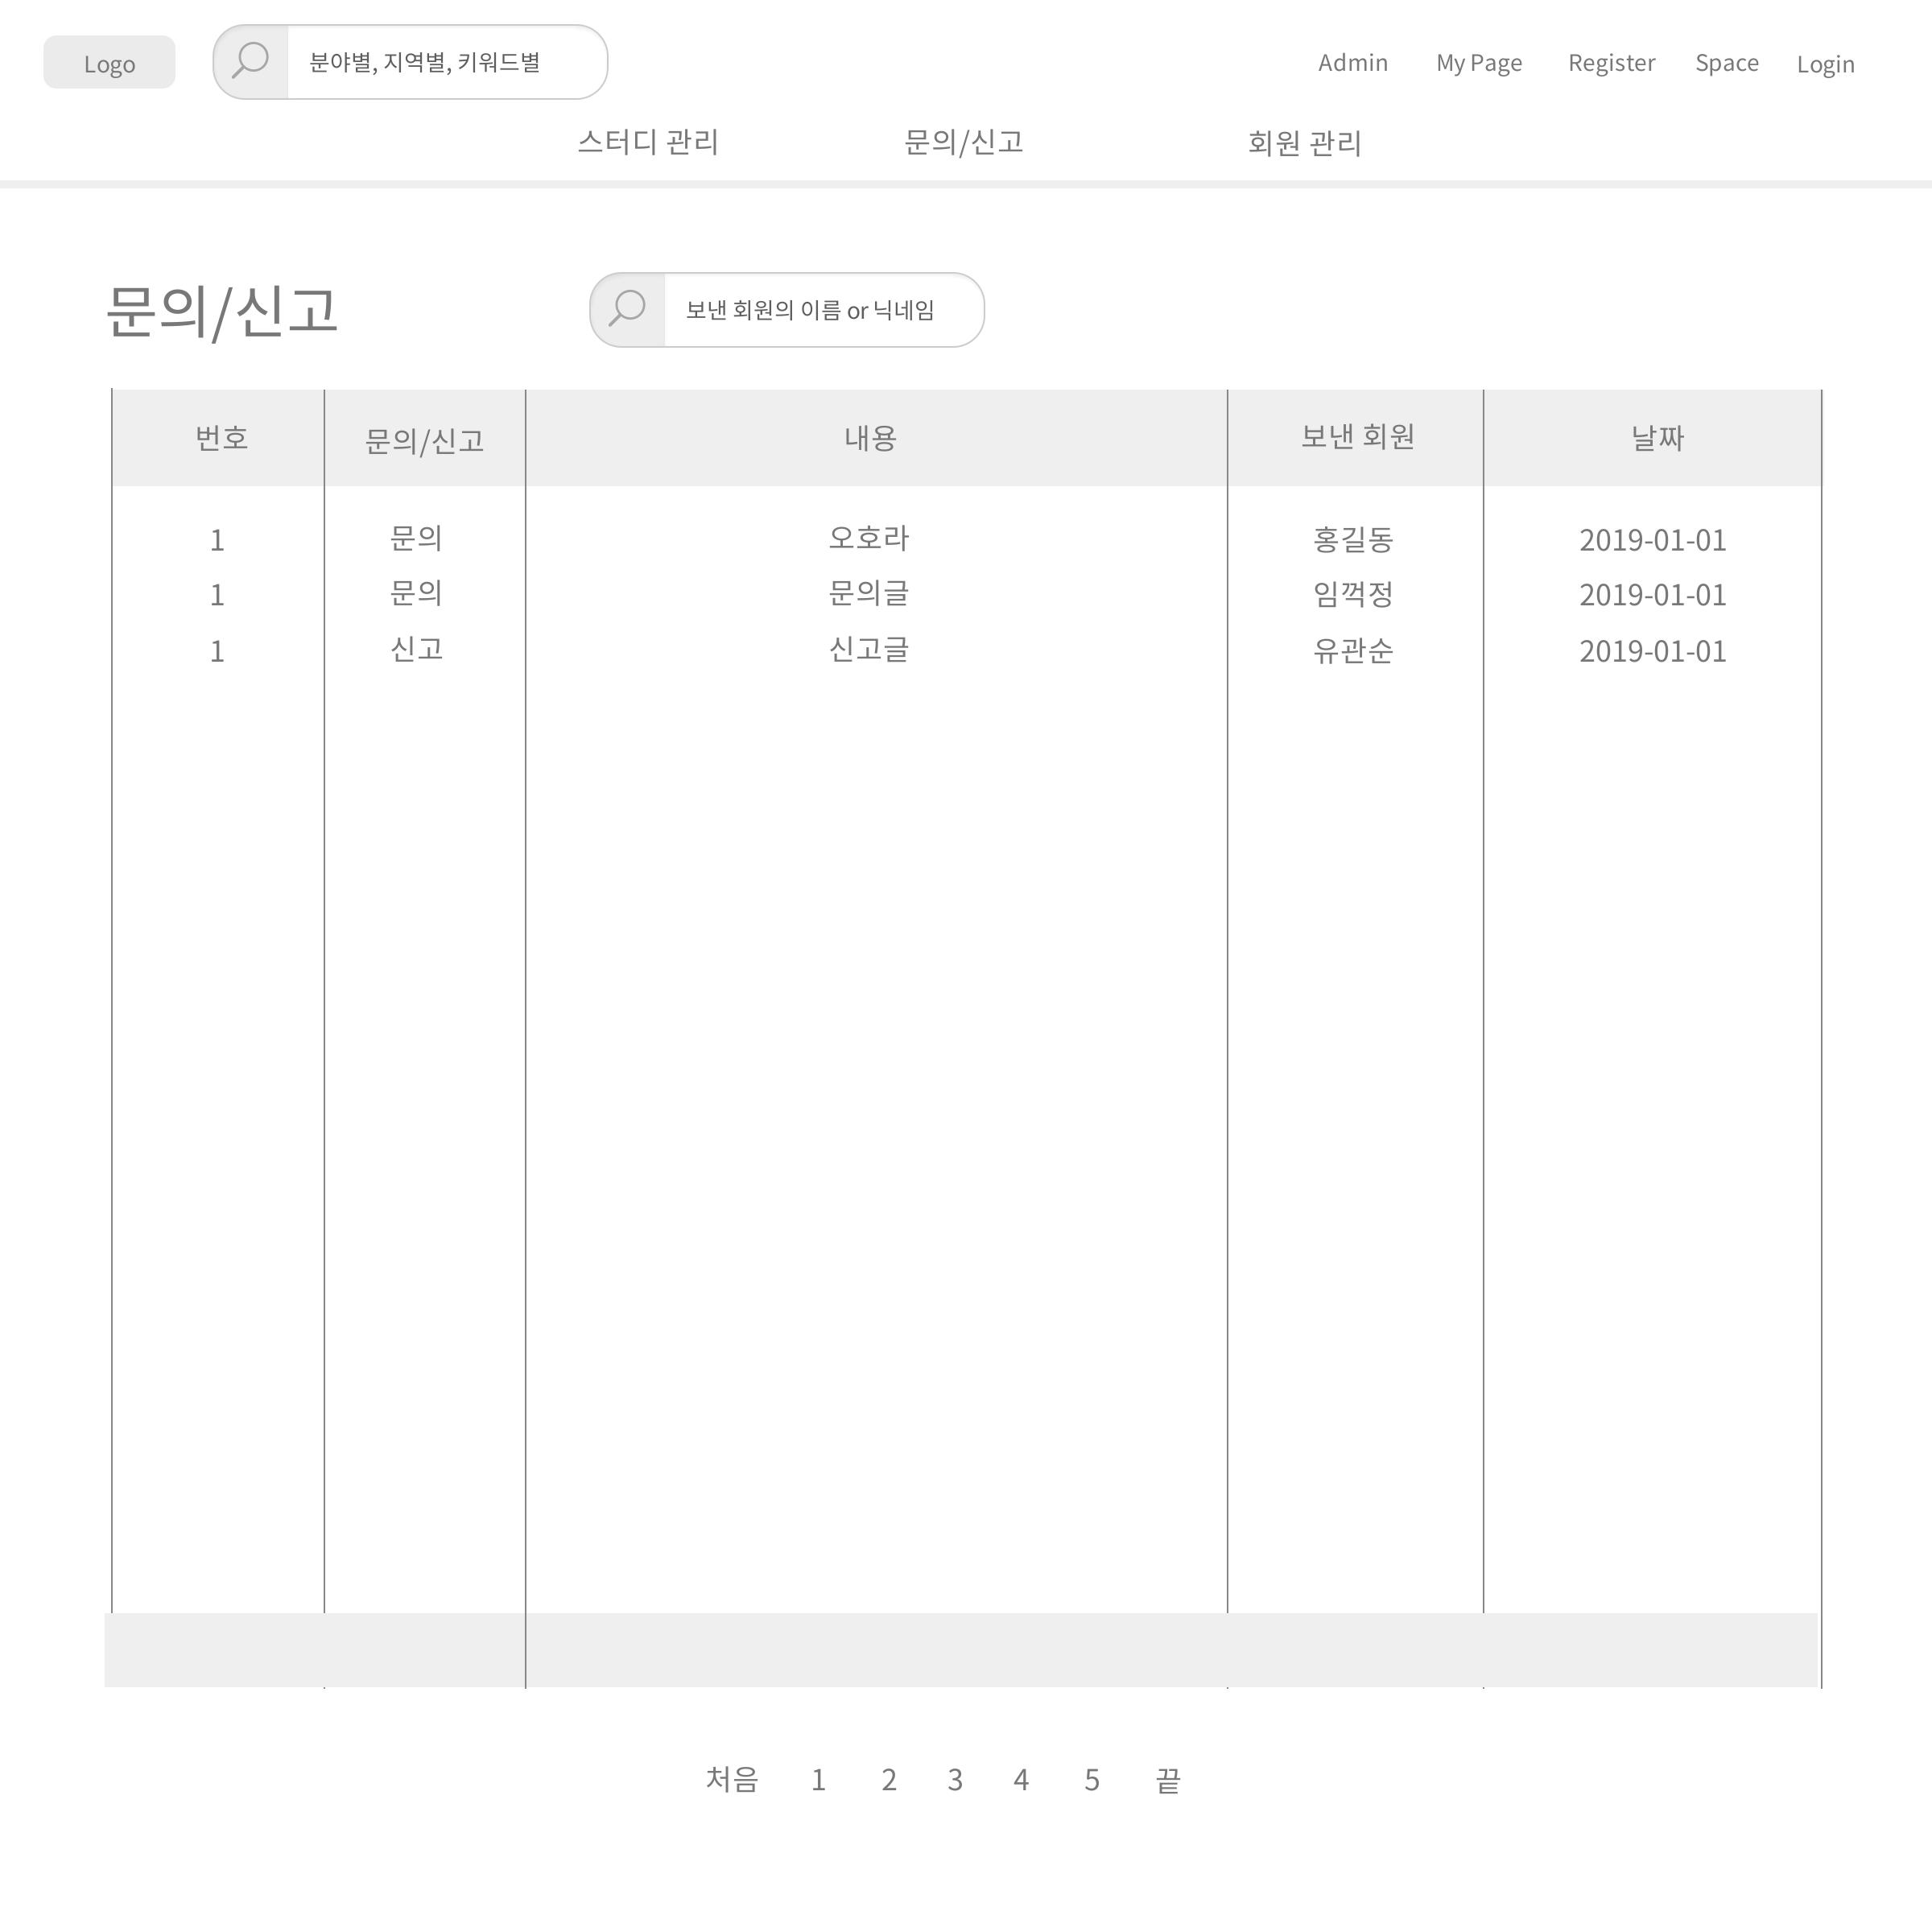 Logo 분야별, 지역별, 키워드별 Admin My Page Register Space Login
스터디 관리 문의/신고 회원 관리
문의/신고 보낸 회원의 이름 or 닉네임
번호 문의/신고 내용 보낸 회원 날짜
1 문의 오호라 홍길동 2019-01-01
1 문의 문의글 임꺽정 2019-01-01
1 신고 신고글 유관순 2019-01-01
처음 1 2 3 4 5 끝